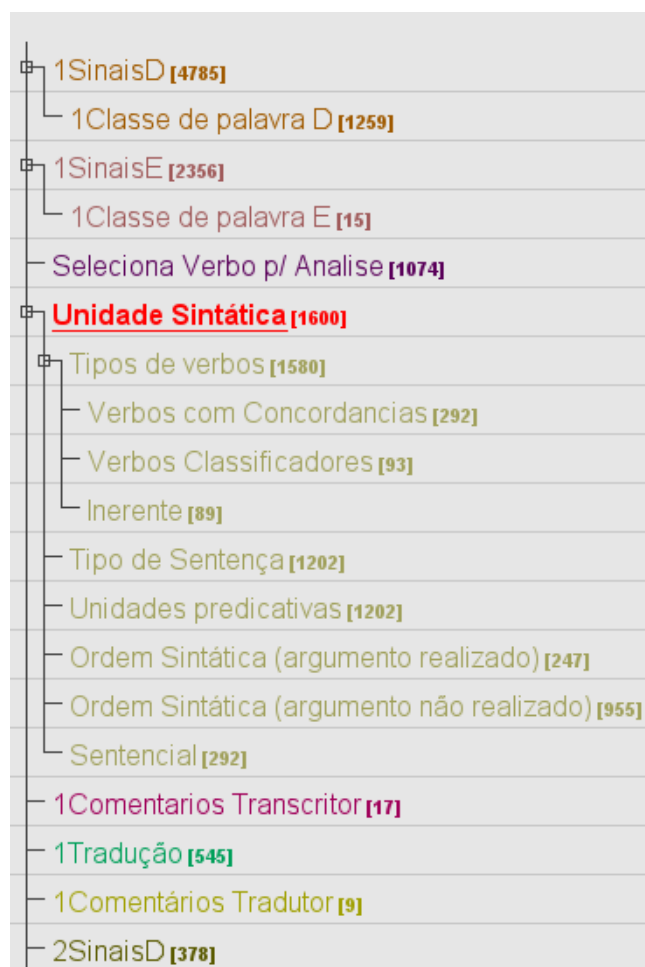 1SinaisD [4785]
1Classe de palavra D [1259]
1SinaisE [2356]
1Classe de palavra E [15]
Seleciona Verbo p/ Analise [1074]
Unidade Sintática [1600]
Tipos de verbos [1580]
Verbos com Concordancias [292]
Verbos Classificadores [93]
Inerente [89]
Tipo de Sentença [1202]
Unidades predicativas [1202]
Ordem Sintática (argumento realizado) [247]
Ordem Sintática (argumento não realizado) [955]
Sentencial [292]
1Comentarios Transcritor [17]
1Tradução [545]
1Comentários Tradutor [9]
2SinaisD [378]